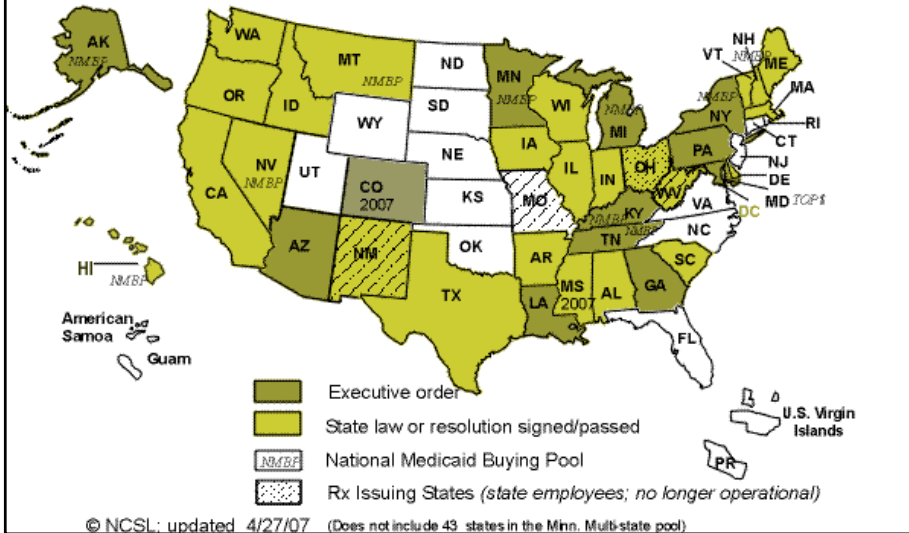 AK
NMBP
WA
MT
NMBP
ND
MN
NMBP
VT
NH
NMBP
ME
OR
ID
SD
WI
NMBP
MI
NMBP
NY
MA
WY
RI
CT
IA
PA
NJ
NE
NV
NMBP
UT
CO
2007
IL
IN
OH
DE
CA
KS
MO
WV
VA
MD TOP$
DC
NMBP
KY
NMBP
TN
NC
AZ
NM
OK
AR
SC
HI
NMBP
TX
LA
MS
2007
AL
GA
FL
American
Samoa
Guam
U.S. Virgin
Islands
PR
Executive order
State law or resolution signed/passed
NMBP National Medicaid Buying Pool
Rx Issuing States (state employees; no longer operational)
© NCSL; updated 4/27/07 (Does not include 43 states in the Minn. Multi-state pool)